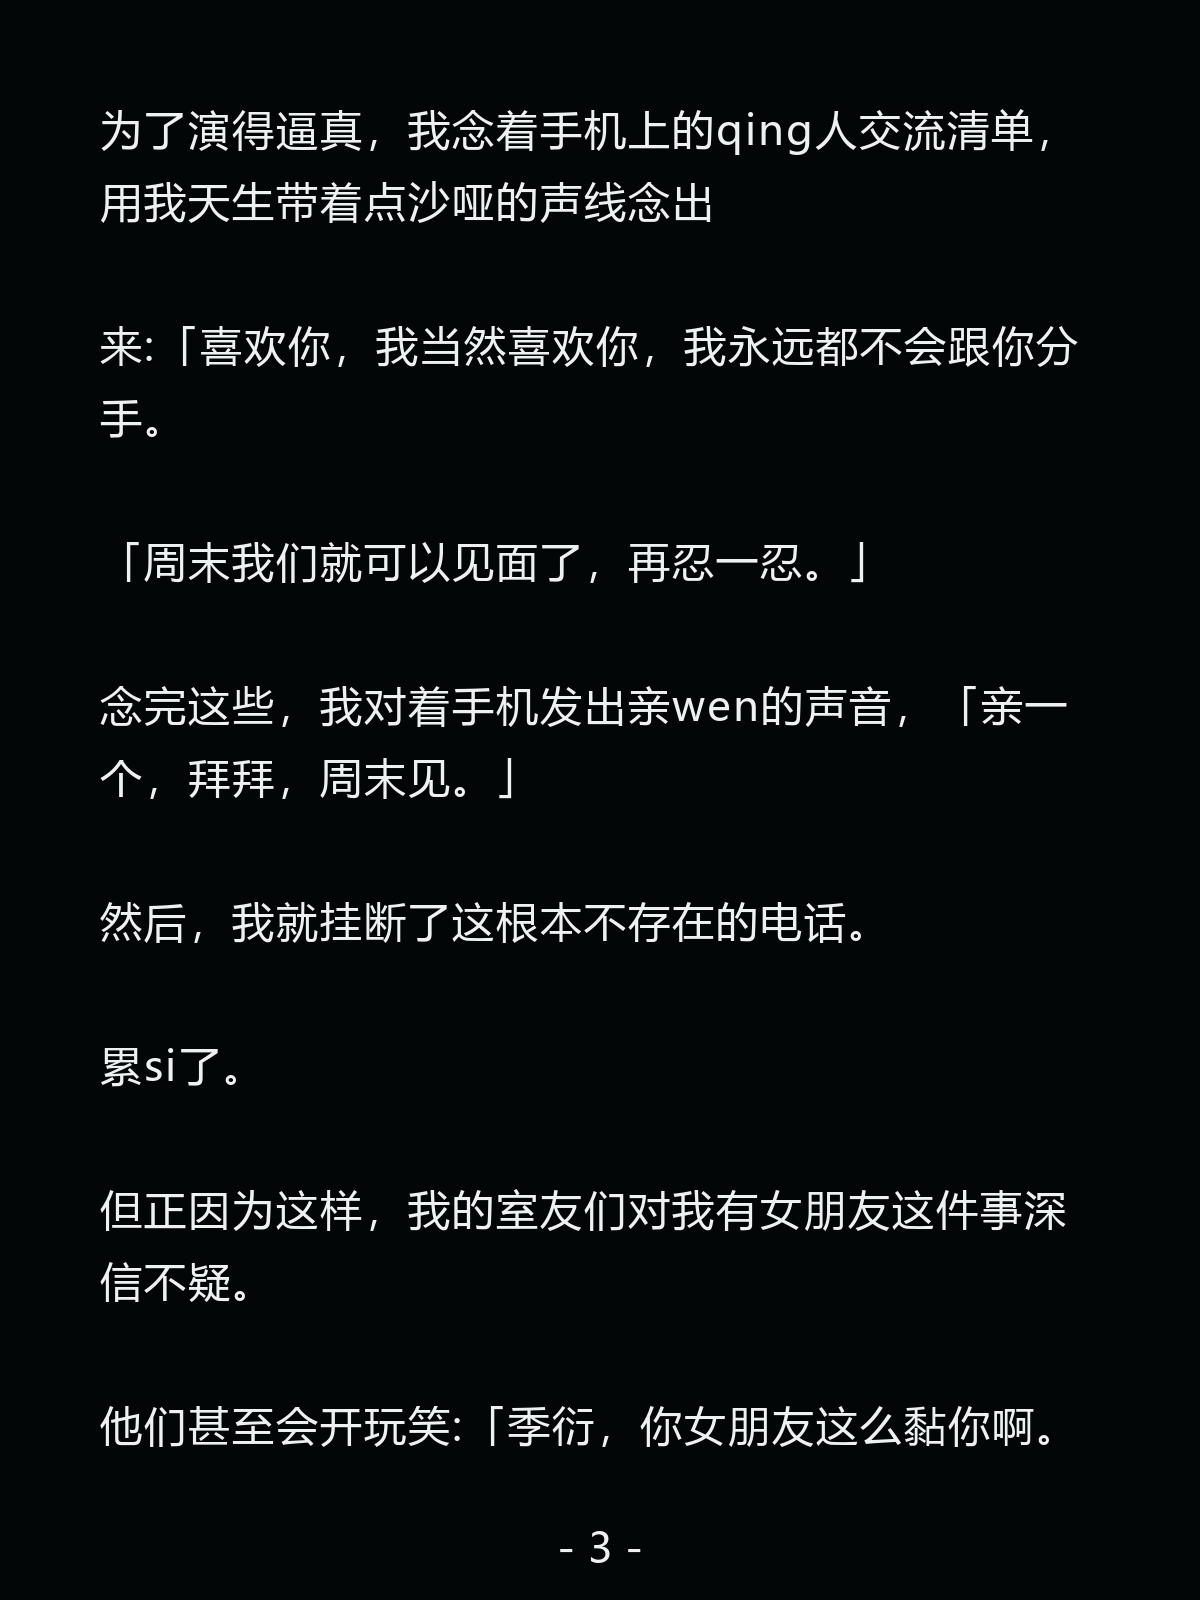 为了演得逼真，我念着手机上的qing人交流清单，
用我天生带着点沙哑的声线念出
来:「喜欢你，我当然喜欢你，我永远都不会跟你分
手。
「周末我们就可以见面了，再忍一忍。」
念完这些，我对着手机发出亲wen的声音，「亲一
个，拜拜，周末见。」
然后，我就挂断了这根本不存在的电话。
累si了。
但正因为这样，我的室友们对我有女朋友这件事深
信不疑。
他们甚至会开玩笑:「季衍，你女朋友这么黏你啊。
- 3 -